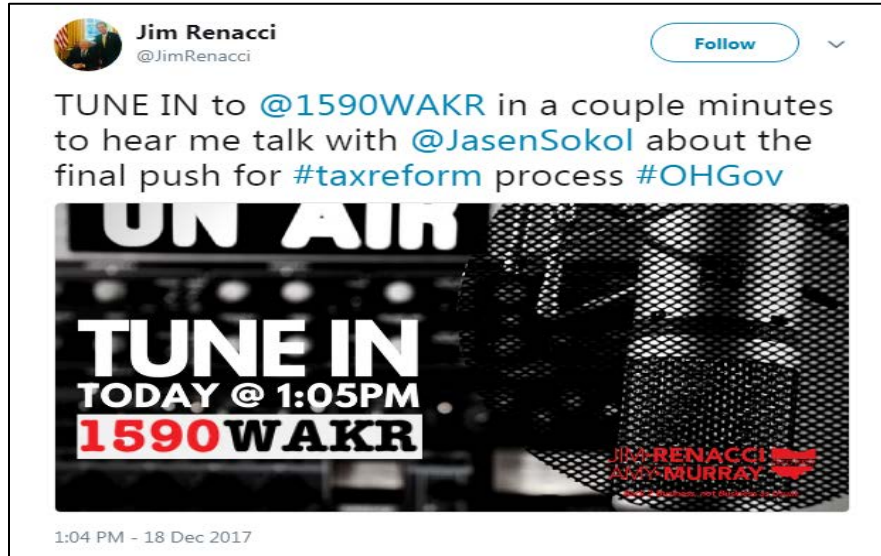 Jim Renacci
@JimRenacci
Follow
TUNE IN to @1590WAKR in a couple minutes
to hear me talk with @JasenSokol about the
final push for #taxreform process #OHGov
ON AIR
TUNE IN
TODAY @ 1:05PM
1590WAKR
JIM RENACCI
AMY MURRAY
1:04 PM - 18 Dec 2017